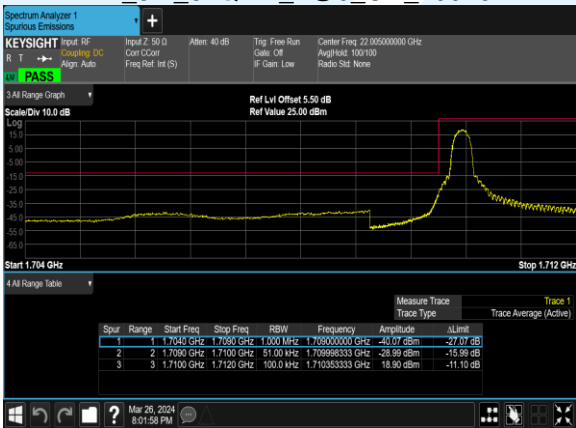 Spectrum Analyzer 1
Spurious Emissions
+
KEYSIGHT Input: RF Input Z: 50 Ω Atten: 40 dB Trig: Free Run Center Freq: 22.005000000 GHz
R T Coupling: DC Corr CCorr Gate: Off Avg|Hold: 100/100
Align: Auto Freq Ref: Int (S) IF Gain: Low Radio Std: None
PASS
3 All Range Graph
Ref Lvl Offset 5.50 dB
Scale/Div 10.0 dB Ref Value 25.00 dBm
Log
15.0
5.00
-5.00
-15.0
-25.0
-35.0
-45.0
-55.0
-65.0
Start 1.704 GHz Stop 1.712 GHz
4 All Range Table
Measure Trace Trace 1
Trace Type Trace Average (Active)
Spur Range Start Freq Stop Freq RBW Frequency Amplitude ΔLimit
1 1 1.7040 GHz 1.7090 GHz 1.000 MHz 1.709000000 GHz -40.07 dBm -27.07 dB
2 2 1.7090 GHz 1.7100 GHz 51.00 kHz 1.709998333 GHz -28.99 dBm -15.99 dB
3 3 1.7100 GHz 1.7120 GHz 100.0 kHz 1.710353333 GHz 18.90 dBm -11.10 dB
? Mar 26, 2024
8:01:58 PM